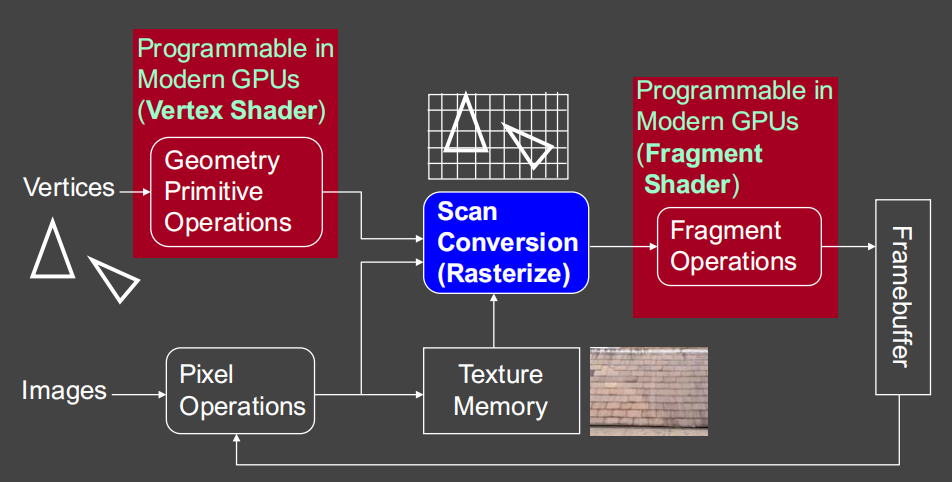 Programmable in
Modern GPUs
(Vertex Shader)
Geometry
Primitive
Operations
Vertices
Scan
Conversion
(Rasterize)
Programmable in
Modern GPUs
(Fragment
Shader)
Fragment
Operations
Framebuffer
Images
Pixel
Operations
Texture
Memory